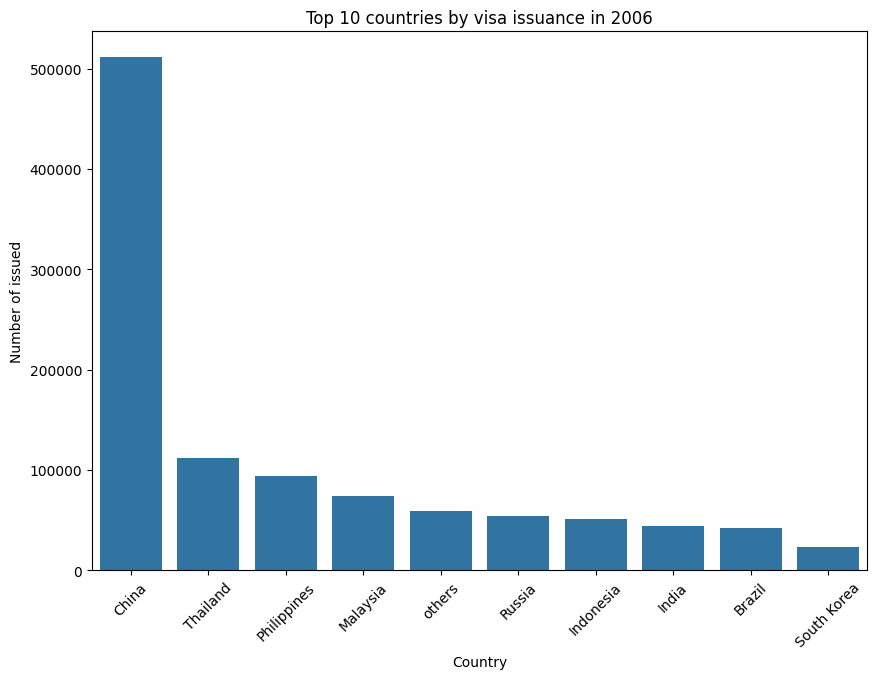 Top 10 countries by visa issuance in 2006
Number of issued
500000
400000
300000
200000
100000
0
China
Thailand
Philippines
Malaysia
others
Russia
Indonesia
India
Brazil
South Korea
Country